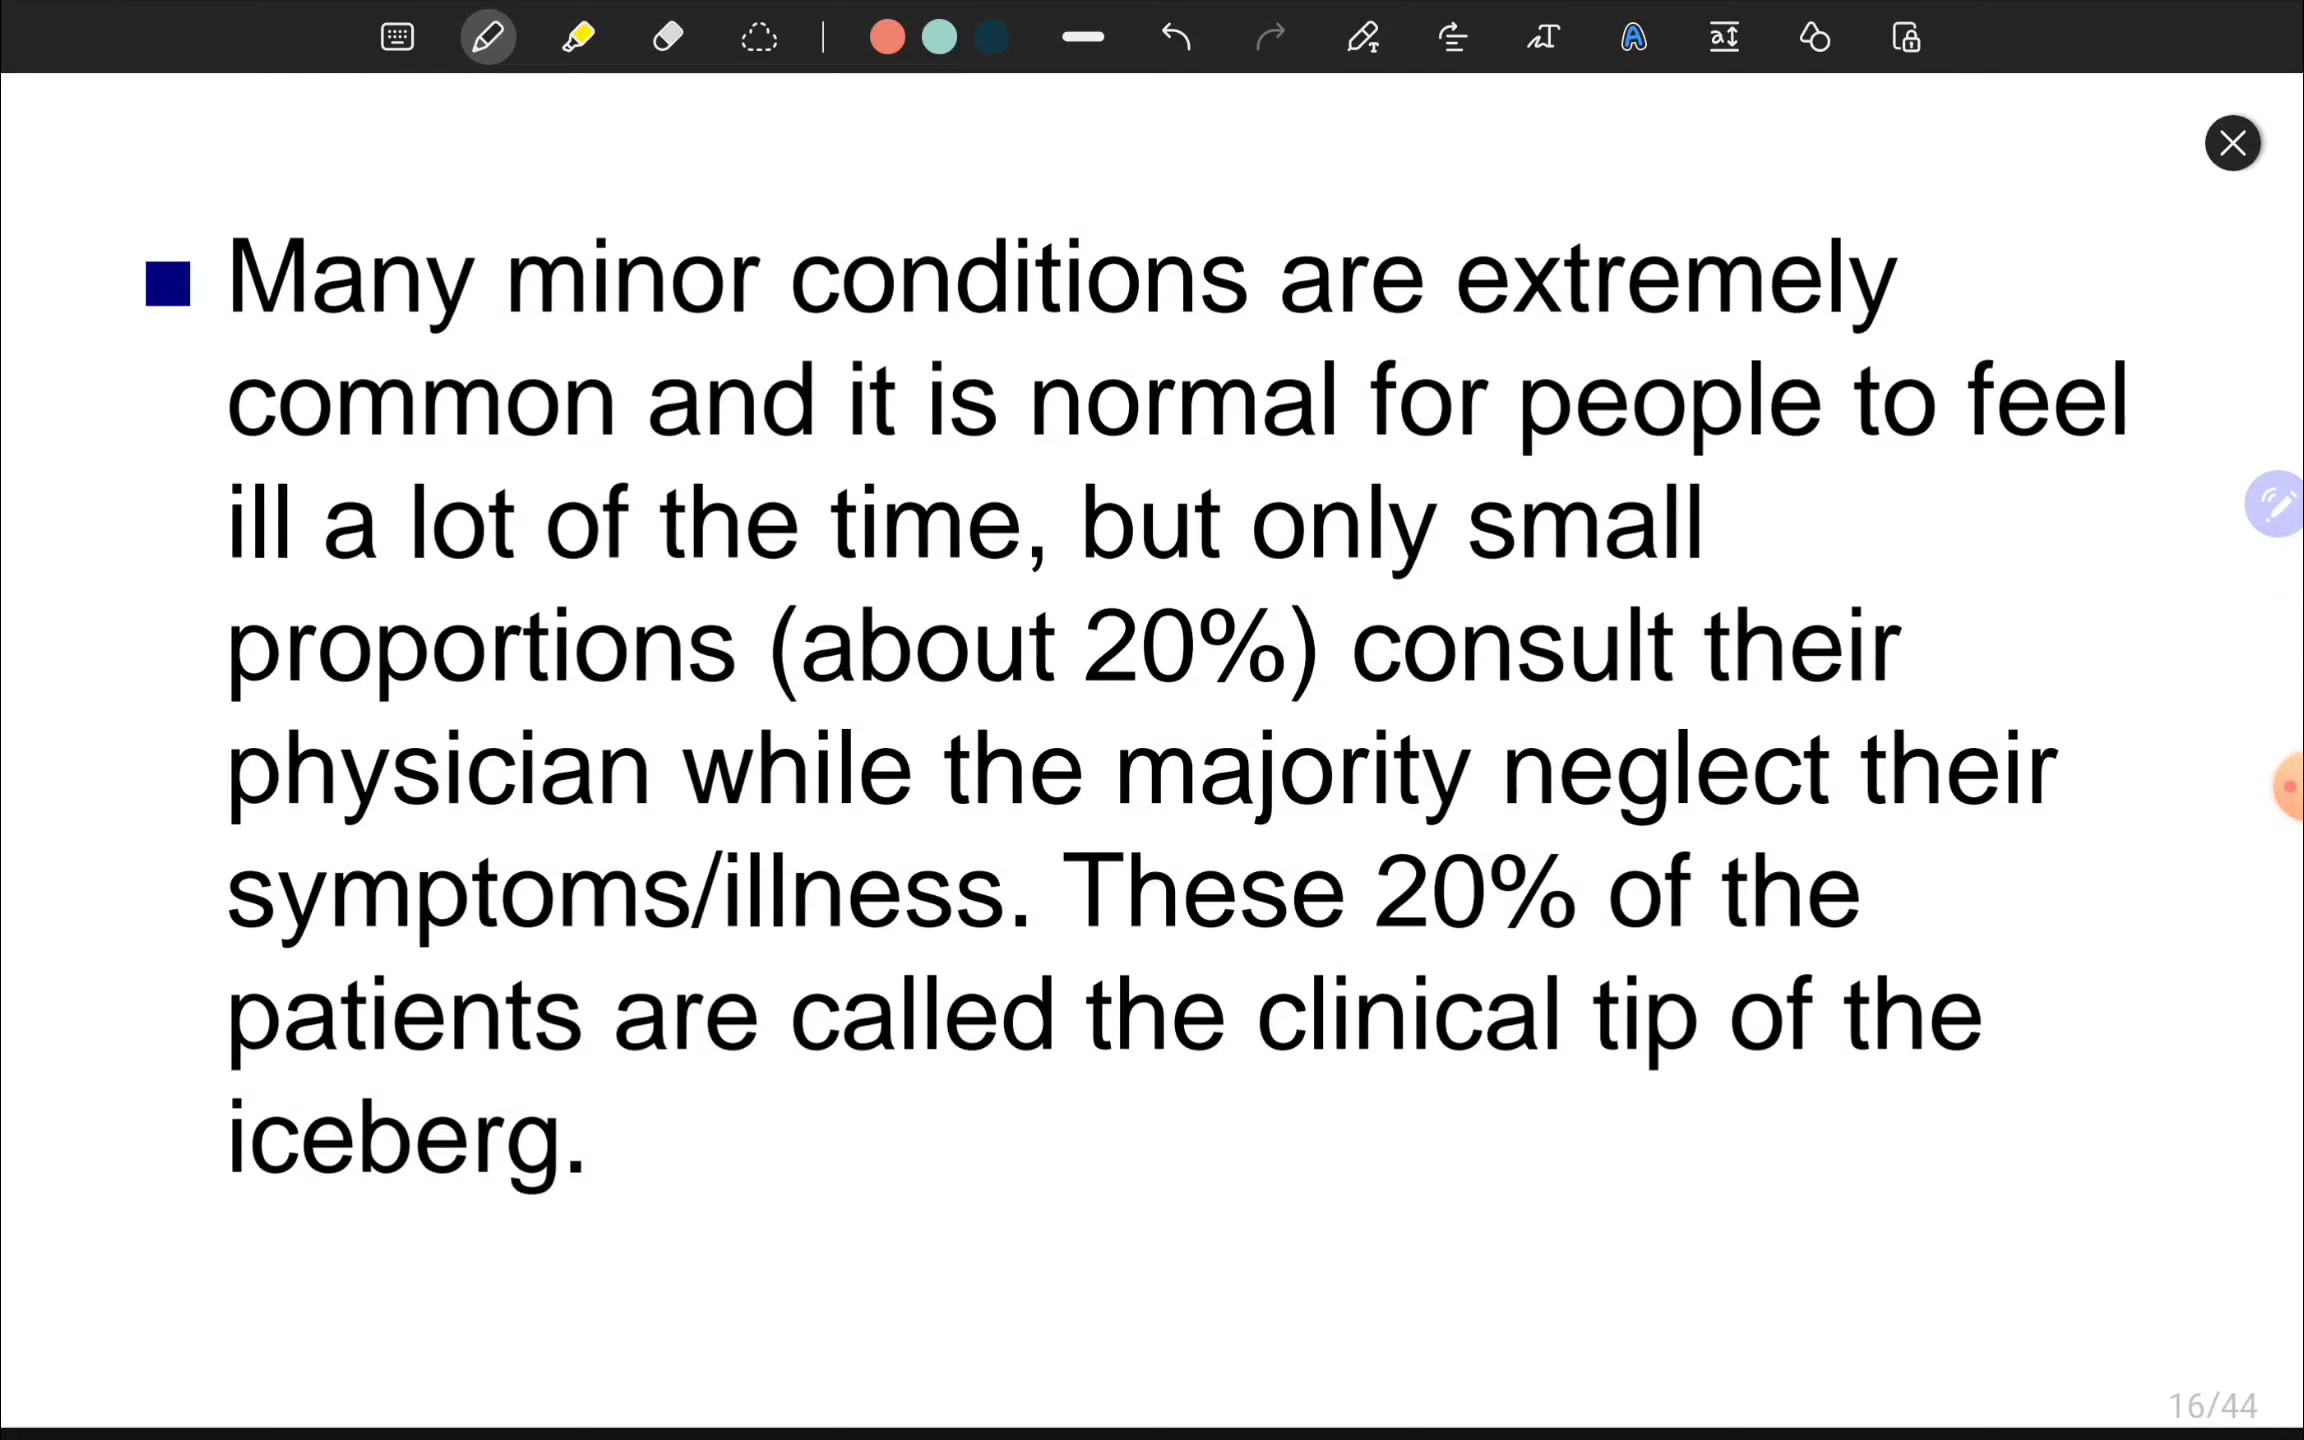 Many minor conditions are extremely
common and it is normal for people to feel
ill a lot of the time, but only small
proportions (about 20%) consult their
physician while the majority neglect their
symptoms/illness. These 20% of the
patients are called the clinical tip of the
iceberg.
16/44